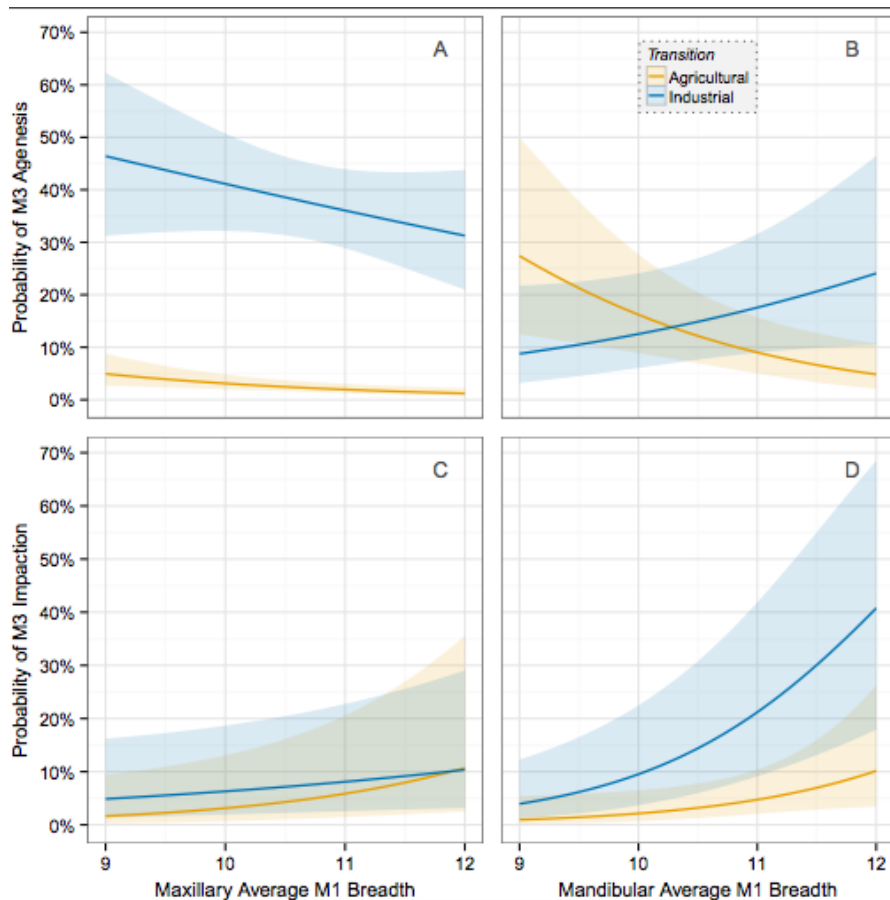 A
B
Transition
Agricultural
Industrial
Probability of M3 Agenesis
70%
60%
50%
40%
30%
20%
10%
0%
C
D
Probability of M3 Impaction
70%
60%
50%
40%
30%
20%
10%
0%
9 10 11 12
9 10 11 12
Maxillary Average M1 Breadth
Mandibular Average M1 Breadth